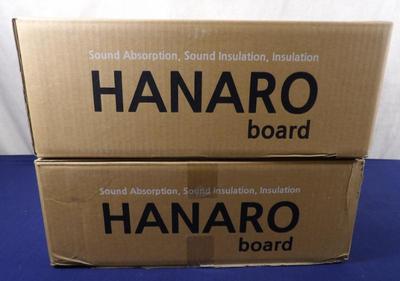 Sound Absorption, Sound Insulation, Insulation
HANARO
board
Sound Absorption, Sound Insulation, Insulation
HANARO
board